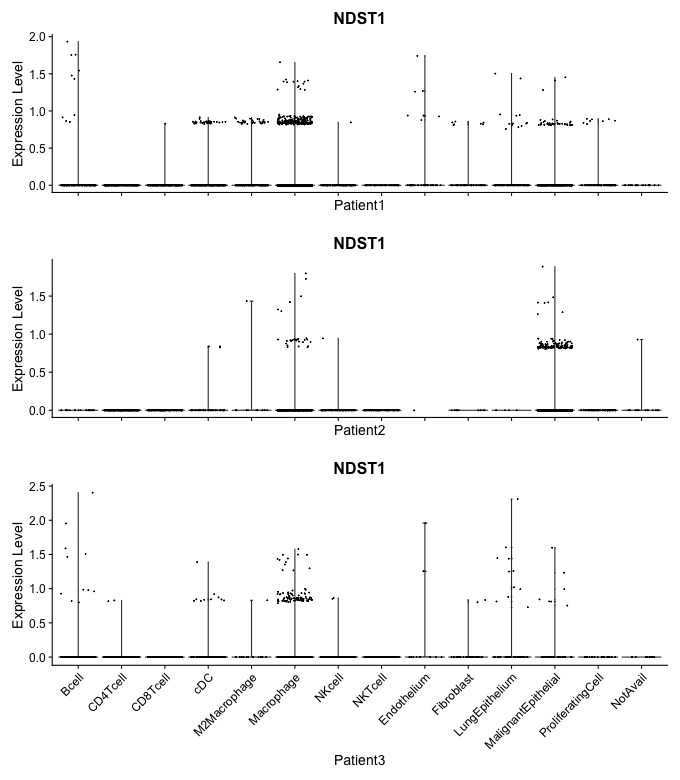 NDST1
Expression Level
2.0
1.5
1.0
0.5
0.0
Patient1
NDST1
Expression Level
1.5
1.0
0.5
0.0
Patient2
NDST1
Expression Level
2.5
2.0
1.5
1.0
0.5
0.0
Bcell
CD4Tcell
CD8Tcell
cDC
M2Macrophage
Macrophage
NKcell
NKTcell
Endothelium
Fibroblast
LungEpithelium
MalignantEpithelial
ProliferatingCell
NotAvail
Patient3